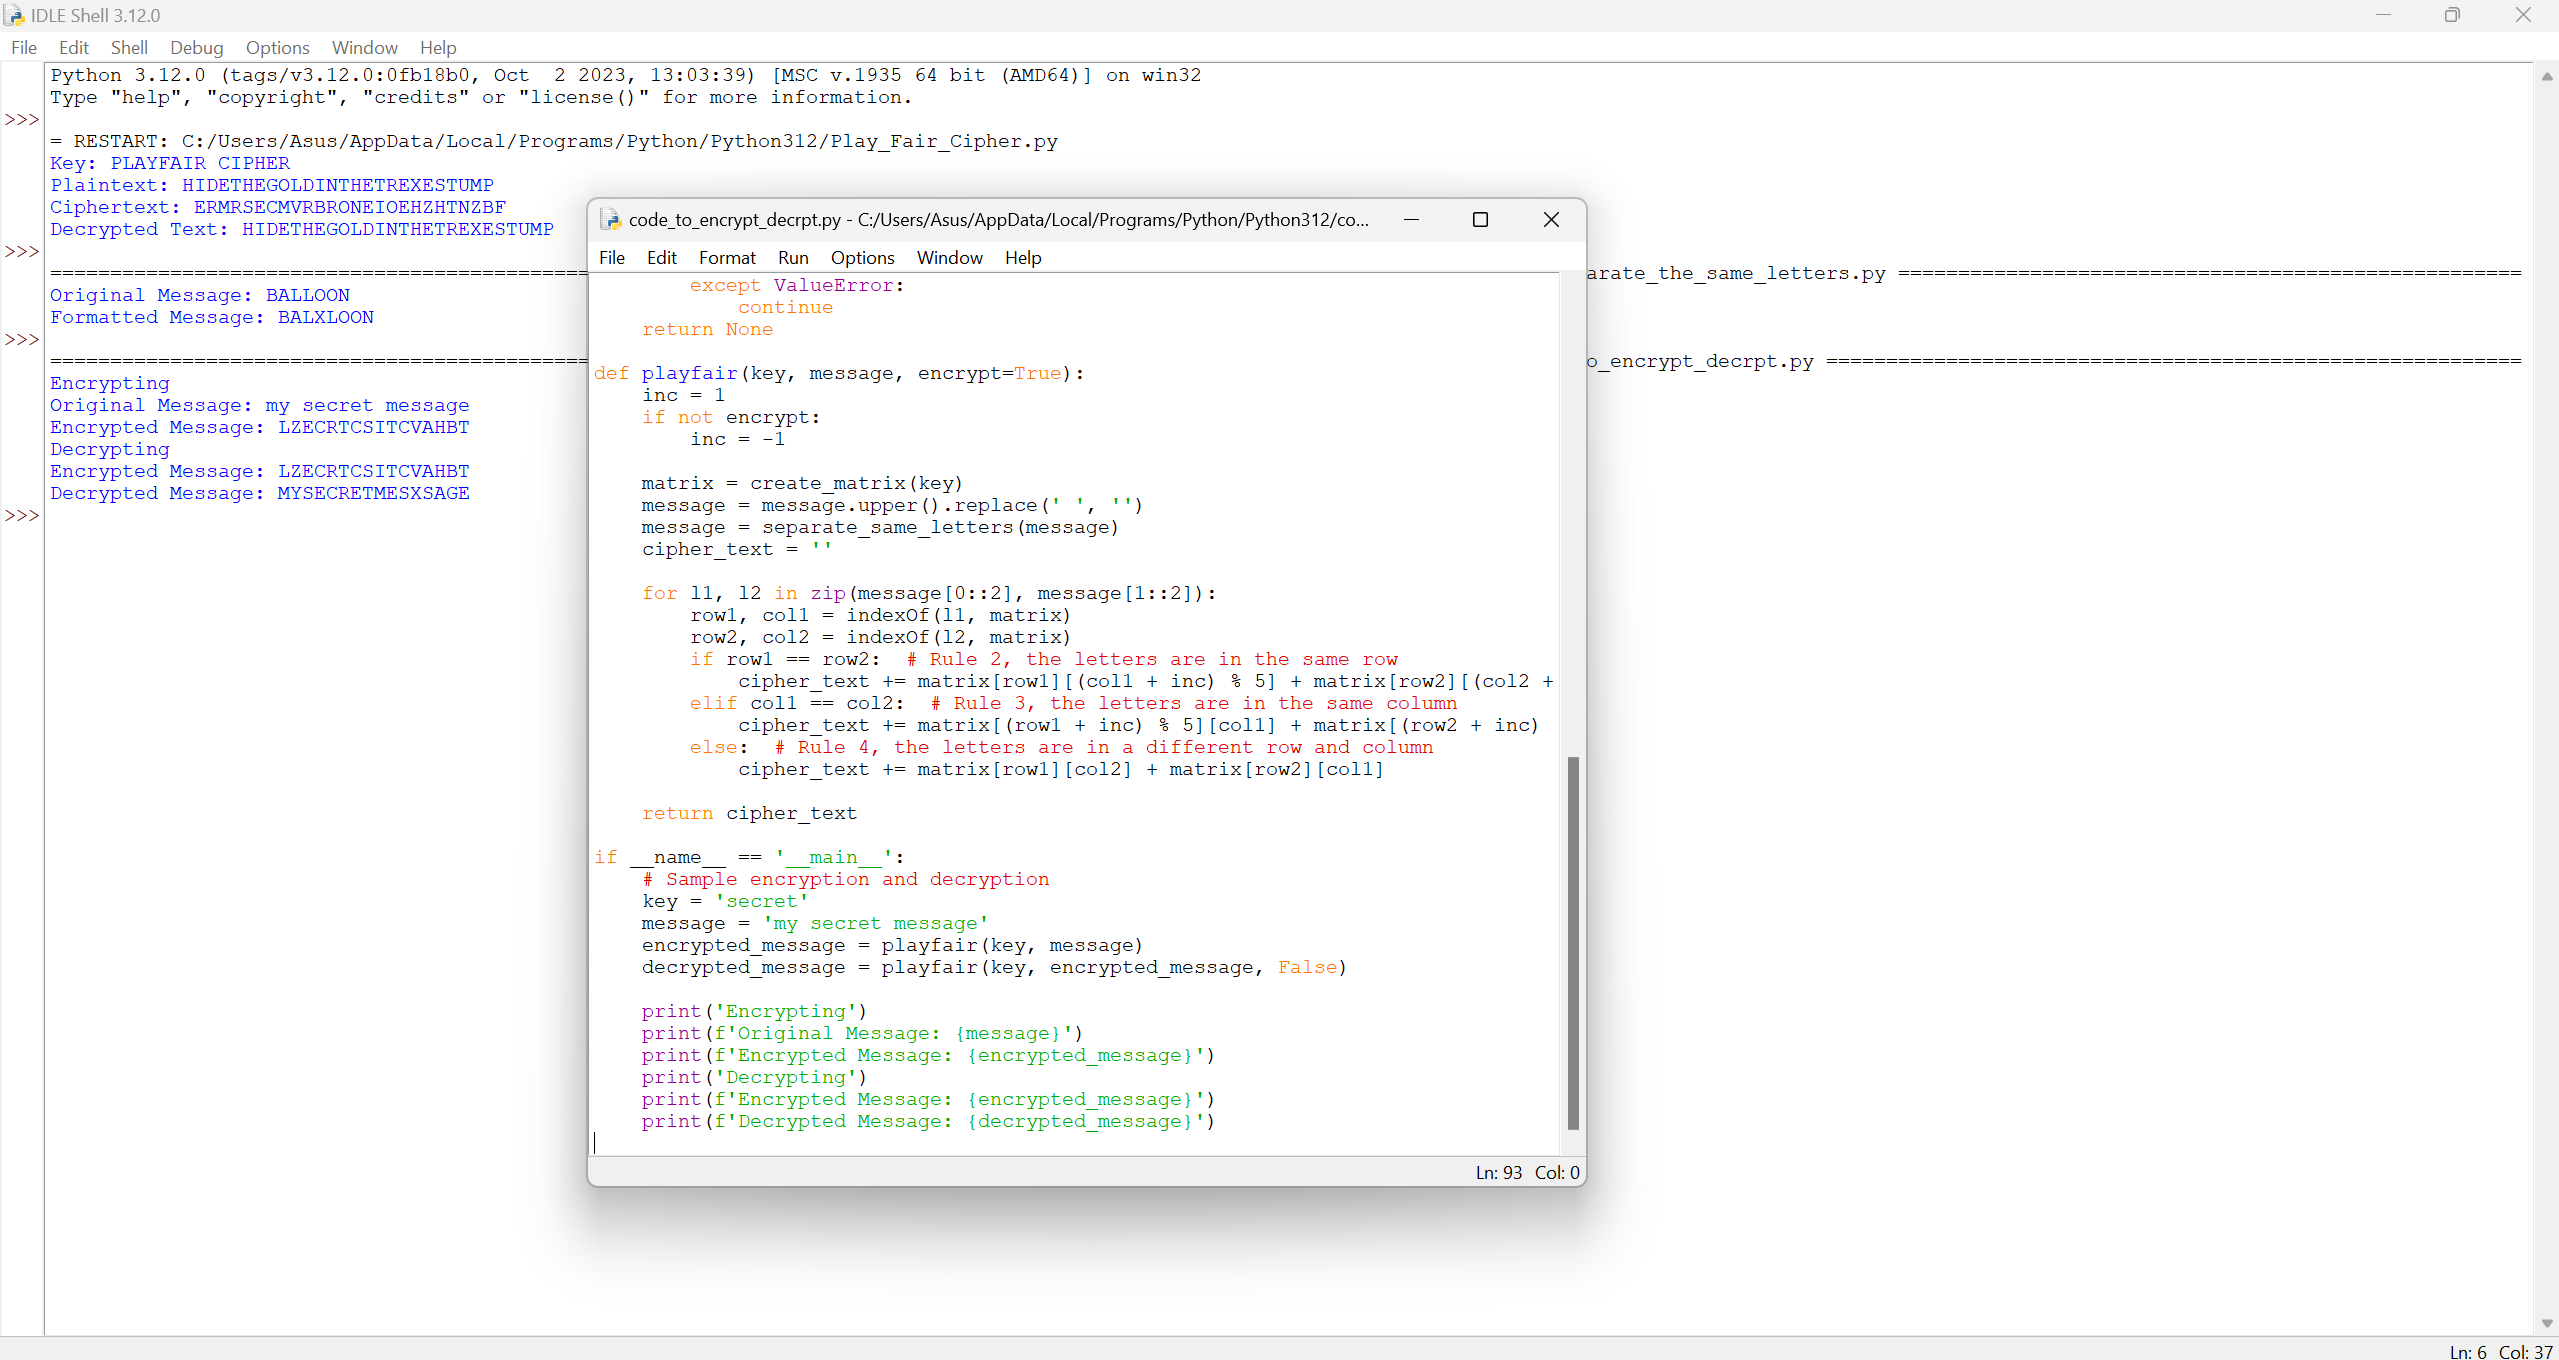 IDLE Shell 3.12.0
File Edit Shell Debug Options Window Help
Python 3.12.0 (tags/v3.12.0:0fb18b0, Oct  2 2023, 13:03:39) [MSC v.1935 64 bit (AMD64)] on win32
Type "help", "copyright", "credits" or "license()" for more information.
>>>
= RESTART: C:/Users/Asus/AppData/Local/Programs/Python/Python312/Play_Fair_Cipher.py
Key: PLAYFAIR CIPHER
Plaintext: HIDETHEGOLDINTHETREXESTUMP
Ciphertext: ERMRSECMVRBRONEIOEHZHTNZBF
Decrypted Text: HIDETHEGOLDINTHETREXESTUMP
>>>
============================================= arate_the_same_letters.py ====================================================
Original Message: BALLOON
Formatted Message: BALXLOON
>>>
============================================= o_encrypt_decrpt.py ==========================================================
Encrypting
Original Message: my secret message
Encrypted Message: LZECRTCSITCVAHBT
Decrypting
Encrypted Message: LZECRTCSITCVAHBT
Decrypted Message: MYSECRETMESXSAGE
>>>
code_to_encrypt_decrpt.py - C:/Users/Asus/AppData/Local/Programs/Python/Python312/co...
File Edit Format Run Options Window Help
        except ValueError:
            continue
    return None
def playfair(key, message, encrypt=True):
    inc = 1
    if not encrypt:
        inc = -1
    matrix = create_matrix(key)
    message = message.upper().replace(' ', '')
    message = separate_same_letters(message)
    cipher_text = ''
    for l1, l2 in zip(message[0::2], message[1::2]):
        row1, col1 = indexOf(l1, matrix)
        row2, col2 = indexOf(l2, matrix)
        if row1 == row2:  # Rule 2, the letters are in the same row
            cipher_text += matrix[row1][(col1 + inc) % 5] + matrix[row2][(col2 +
        elif col1 == col2:  # Rule 3, the letters are in the same column
            cipher_text += matrix[(row1 + inc) % 5][col1] + matrix[(row2 + inc)
        else:  # Rule 4, the letters are in a different row and column
            cipher_text += matrix[row1][col2] + matrix[row2][col1]
    return cipher_text
if __name__ == '__main__':
    # Sample encryption and decryption
    key = 'secret'
    message = 'my secret message'
    encrypted_message = playfair(key, message)
    decrypted_message = playfair(key, encrypted_message, False)
    print('Encrypting')
    print(f'Original Message: {message}')
    print(f'Encrypted Message: {encrypted_message}')
    print('Decrypting')
    print(f'Encrypted Message: {encrypted_message}')
    print(f'Decrypted Message: {decrypted_message}')
Ln: 93 Col: 0
Ln: 6 Col: 37